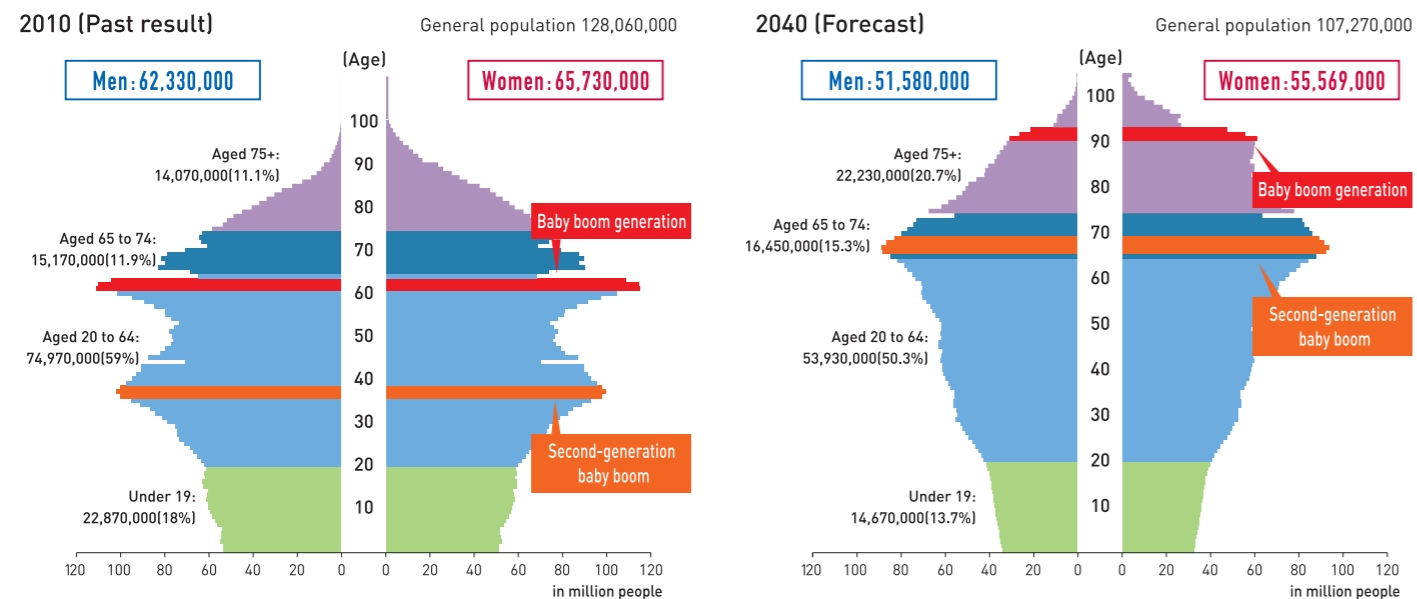 2010 (Past result)
General population 128,060,000
(Age)
Men:62,330,000
Women:65,730,000
100
90
80
70
60
50
40
30
20
10
Aged 75+:
14,070,000(11.1%)
Aged 65 to 74:
15,170,000(11.9%)
Aged 20 to 64:
74,970,000(59%)
Under 19:
22,870,000(18%)
Baby boom generation
Second-generation
baby boom
120 100 80 60 40 20 0 0 20 40 60 80 100 120
in million people
2040 (Forecast)
General population 107,270,000
(Age)
Men:51,580,000
Women:55,569,000
100
90
80
70
60
50
40
30
20
10
Aged 75+:
22,230,000(20.7%)
Aged 65 to 74:
16,450,000(15.3%)
Aged 20 to 64:
53,930,000(50.3%)
Under 19:
14,670,000(13.7%)
Baby boom generation
Second-generation
baby boom
120 100 80 60 40 20 0 0 20 40 60 80 100 120
in million people